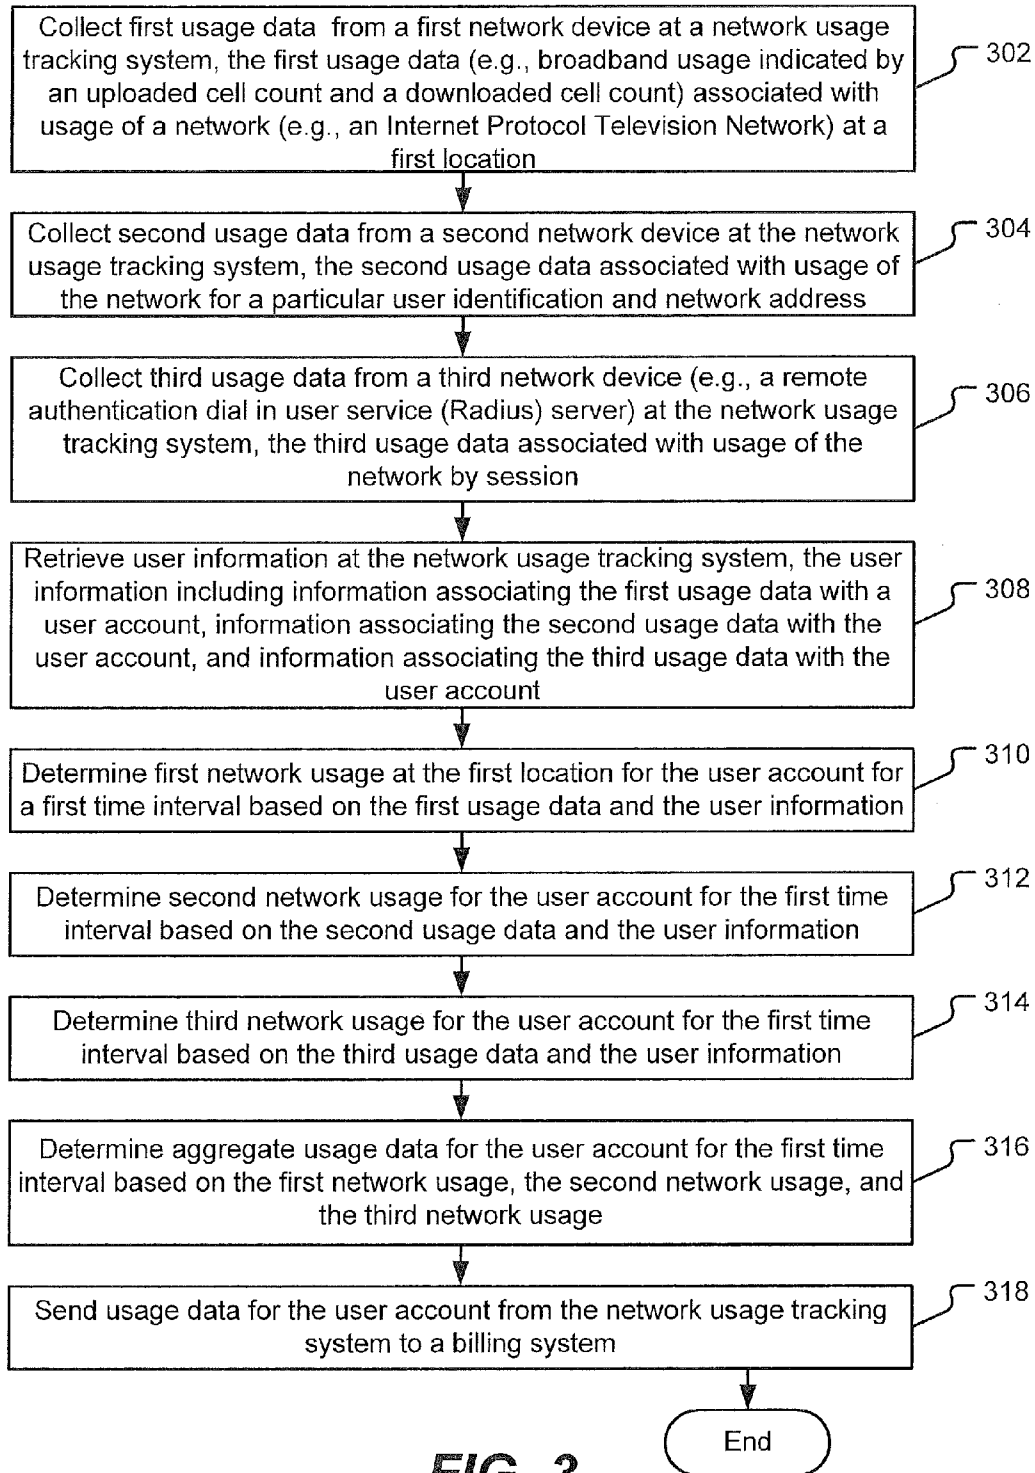 Collect first usage data from a first network device at a network usage
tracking system, the first usage data (e.g., broadband usage indicated by
an uploaded cell count and a downloaded cell count) associated with
usage of a network (e.g., an Internet Protocol Television Network) at a
first location
302
Collect second usage data from a second network device at the network
usage tracking system, the second usage data associated with usage of
the network for a particular user identification and network address
304
Collect third usage data from a third network device (e.g., a remote
authentication dial in user service (Radius) server) at the network usage
tracking system, the third usage data associated with usage of the
network by session
306
Retrieve user information at the network usage tracking system, the user
information including information associating the first usage data with a
user account, information associating the second usage data with the
user account, and information associating the third usage data with the
user account
308
Determine first network usage at the first location for the user account for
a first time interval based on the first usage data and the user information
310
Determine second network usage for the user account for the first time
interval based on the second usage data and the user information
312
Determine third network usage for the user account for the first time
interval based on the third usage data and the user information
314
Determine aggregate usage data for the user account for the first time
interval based on the first network usage, the second network usage, and
the third network usage
316
Send usage data for the user account from the network usage tracking
system to a billing system
318
End
FIG. 3